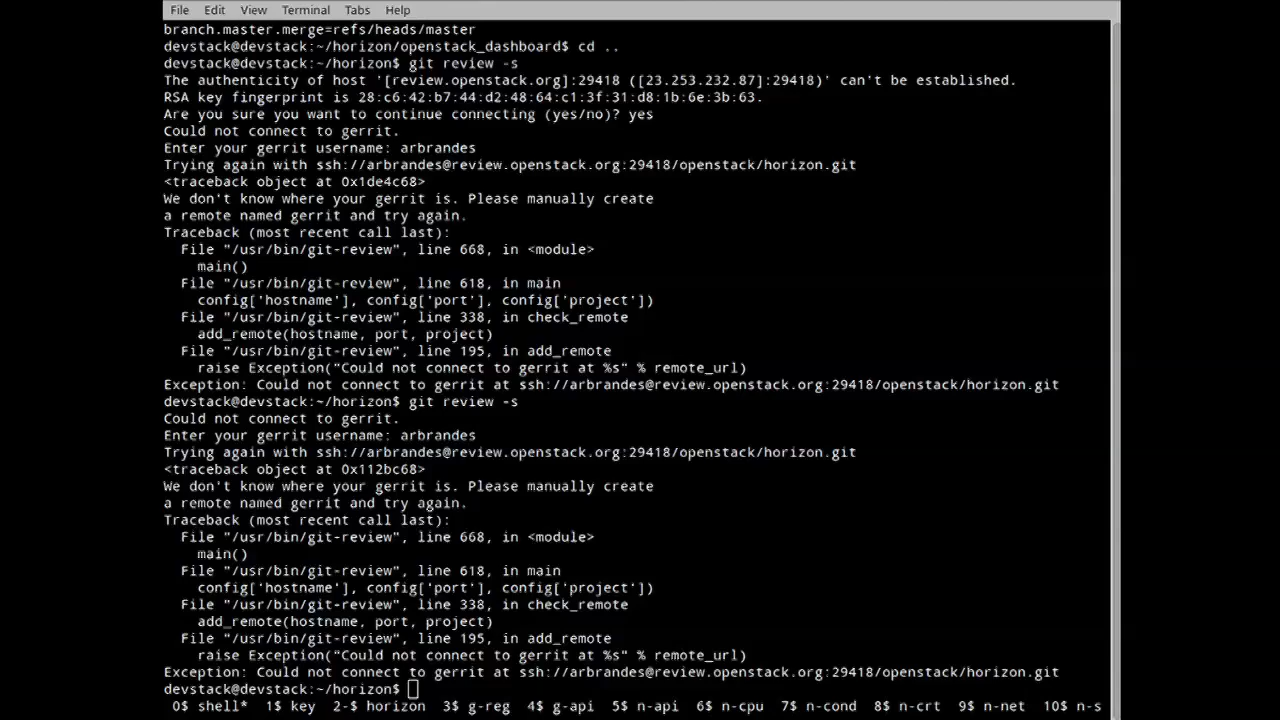 File Edit View Terminal Tabs Help
branch.master.merge=refs/heads/master
devstack@devstack:~/horizon/openstack_dashboard$ cd ..
devstack@devstack:~/horizon$ git review -s
The authenticity of host '[review.openstack.org]:29418 ([23.253.232.87]:29418)' can't be established.
RSA key fingerprint is 28:c6:42:b7:44:d2:48:64:c1:3f:31:d8:1b:6e:3b:63.
Are you sure you want to continue connecting (yes/no)? yes
Could not connect to gerrit.
Enter your gerrit username: arbrandes
Trying again with ssh://arbrandes@review.openstack.org:29418/openstack/horizon.git
<traceback object at 0x1de4c68>
We don't know where your gerrit is. Please manually create
a remote named gerrit and try again.
Traceback (most recent call last):
  File "/usr/bin/git-review", line 668, in <module>
    main()
  File "/usr/bin/git-review", line 618, in main
    config['hostname'], config['port'], config['project'])
  File "/usr/bin/git-review", line 338, in check_remote
    add_remote(hostname, port, project)
  File "/usr/bin/git-review", line 195, in add_remote
    raise Exception("Could not connect to gerrit at %s" % remote_url)
Exception: Could not connect to gerrit at ssh://arbrandes@review.openstack.org:29418/openstack/horizon.git
devstack@devstack:~/horizon$ git review -s
Could not connect to gerrit.
Enter your gerrit username: arbrandes
Trying again with ssh://arbrandes@review.openstack.org:29418/openstack/horizon.git
<traceback object at 0x112bc68>
We don't know where your gerrit is. Please manually create
a remote named gerrit and try again.
Traceback (most recent call last):
  File "/usr/bin/git-review", line 668, in <module>
    main()
  File "/usr/bin/git-review", line 618, in main
    config['hostname'], config['port'], config['project'])
  File "/usr/bin/git-review", line 338, in check_remote
    add_remote(hostname, port, project)
  File "/usr/bin/git-review", line 195, in add_remote
    raise Exception("Could not connect to gerrit at %s" % remote_url)
Exception: Could not connect to gerrit at ssh://arbrandes@review.openstack.org:29418/openstack/horizon.git
devstack@devstack:~/horizon$
0$ shell* 1$ key 2-$ horizon 3$ g-reg 4$ g-api 5$ n-api 6$ n-cpu 7$ n-cond 8$ n-crt 9$ n-net 10$ n-s